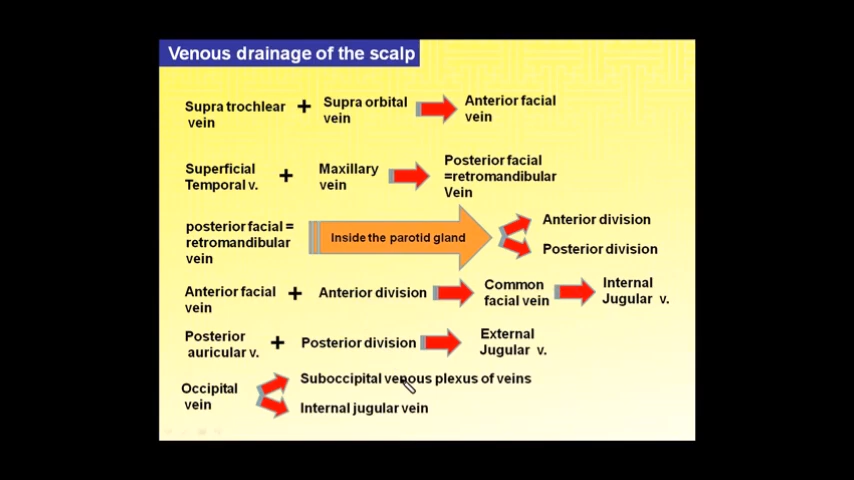 Venous drainage of the scalp
Supra trochlear vein + Supra orbital vein Anterior facial vein
Superficial Temporal v. + Maxillary vein Posterior facial =retromandibular Vein
posterior facial = retromandibular vein Inside the parotid gland Anterior division
Posterior division
Anterior facial vein + Anterior division Common facial vein Internal Jugular v.
Posterior auricular v. + Posterior division External Jugular v.
Occipital vein Suboccipital venous plexus of veins
Internal jugular vein